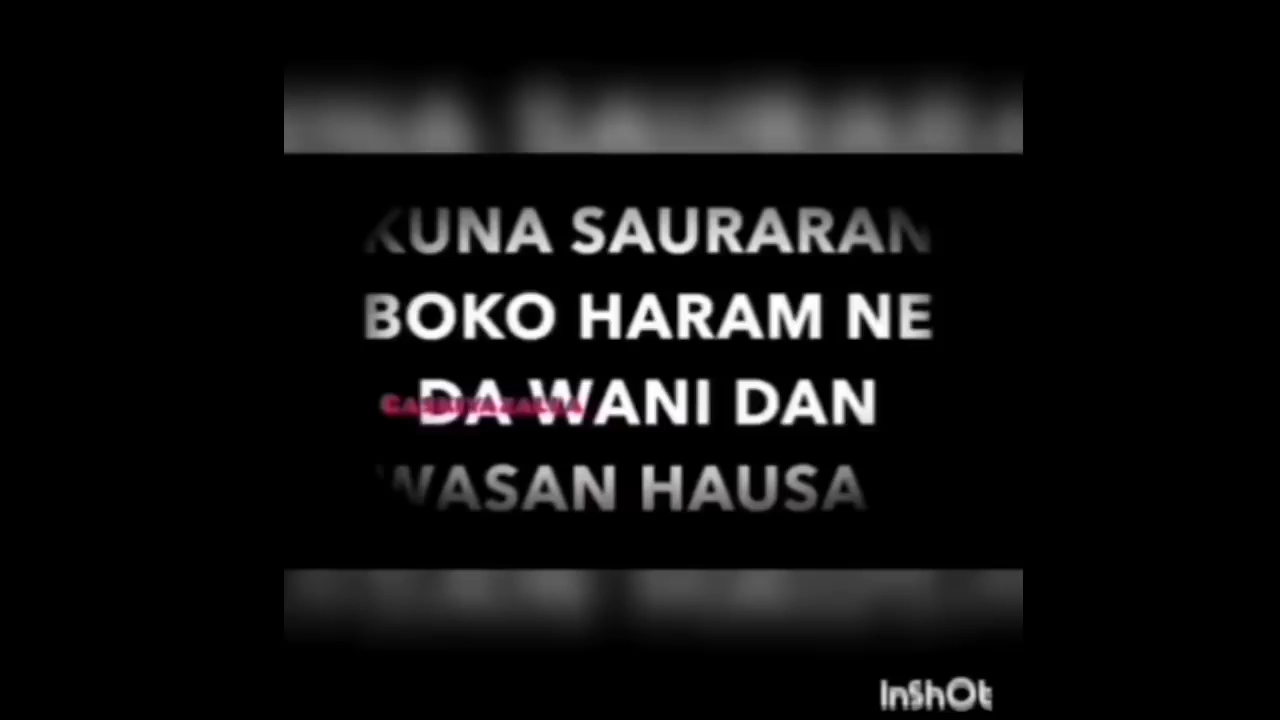 KUNA SAURARAN
BOKO HARAM NE
DA WANI DAN
WASAN HAUSA
InShOt